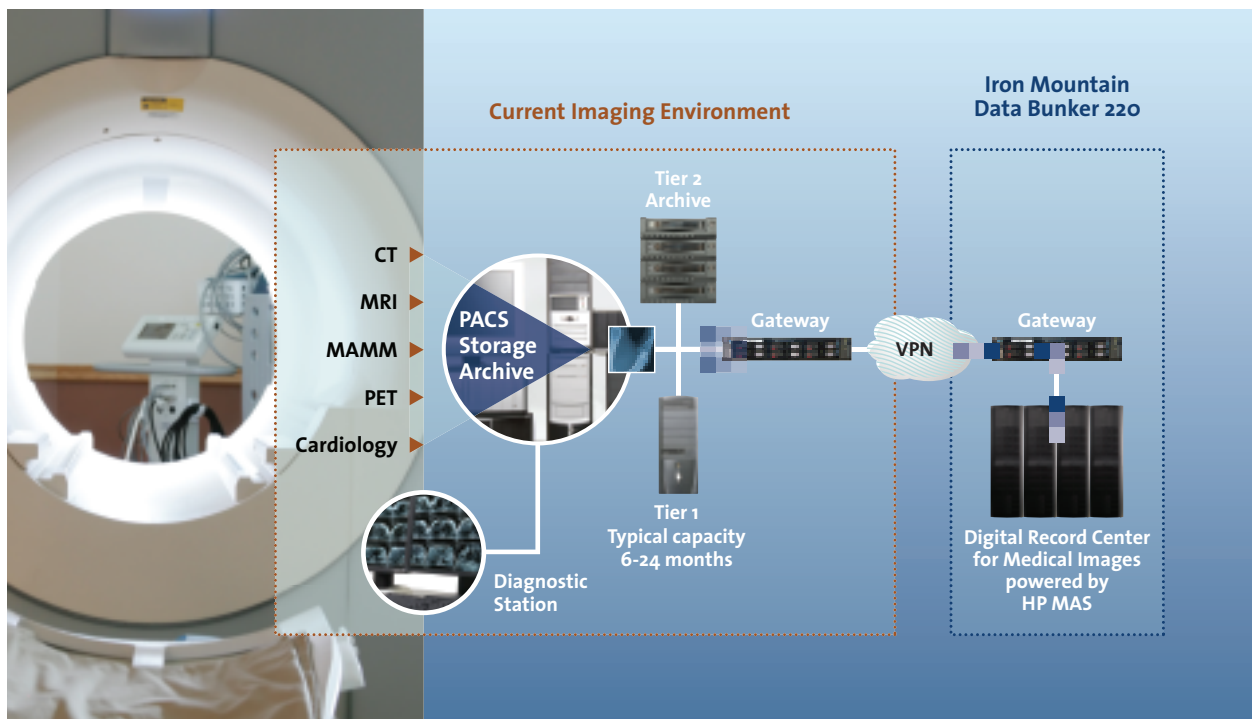 Current Imaging Environment
Iron Mountain
Data Bunker 220
CT
MRI
MAMM
PET
Cardiology
PACS
Storage
Archive
Diagnostic
Station
Tier 2
Archive
Tier 1
Typical capacity
6-24 months
Gateway
VPN
Gateway
Digital Record Center
for Medical Images
powered by
HP MAS